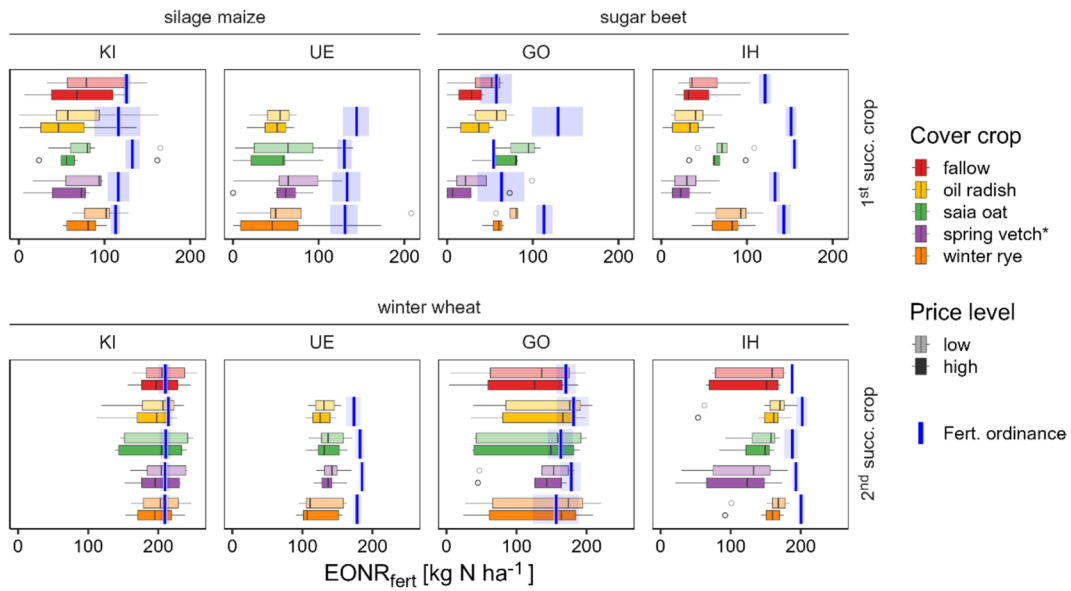 silage maize sugar beet
KI UE GO IH
1st succ. crop
0 100 200 0 100 200 0 100 200 0 100 200
winter wheat
KI UE GO IH
2nd succ. crop
0 100 200 0 100 200 0 100 200 0 100 200
EONRfert [kg N ha-1]
Cover crop
fallow
oil radish
saia oat
spring vetch*
winter rye
Price level
low
high
Fert. ordinance